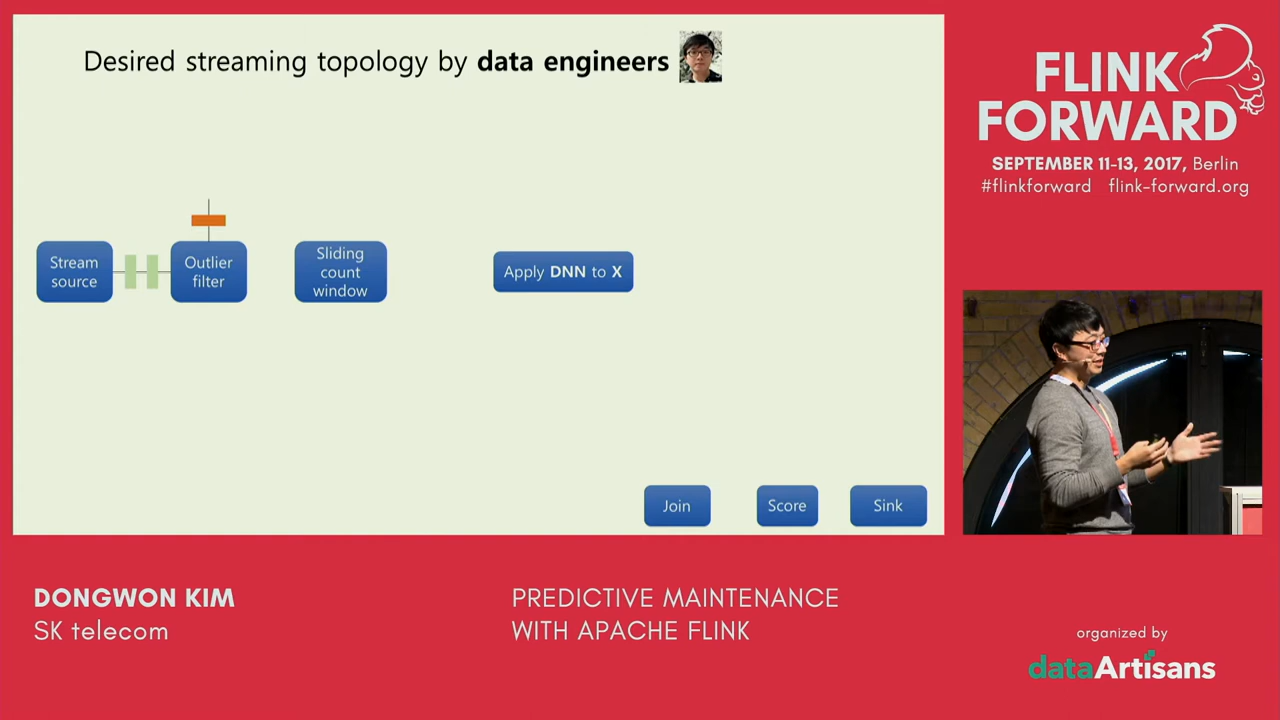 Desired streaming topology by data engineers
Stream
source
Outlier
filter
Sliding
count
window
Apply DNN to X
Join
Score
Sink
FLINK
FORWARD
SEPTEMBER 11-13, 2017, Berlin
#flinkforward flink-forward.org
DONGWON KIM
SK telecom
PREDICTIVE MAINTENANCE
WITH APACHE FLINK
organized by
dataArtisans